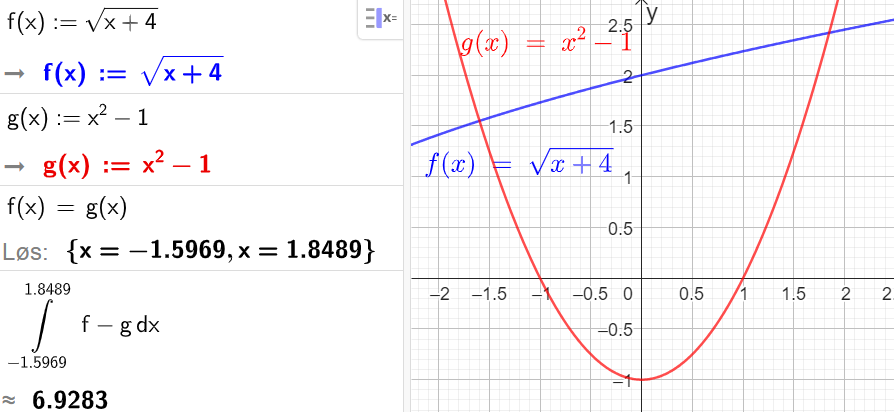 f(x) := √(x + 4)
→ f(x) := √(x + 4)
g(x) := x² − 1
→ g(x) := x² − 1
f(x) = g(x)
Løs: {x = −1.5969, x = 1.8489}
1.8489
∫ f − g dx
−1.5969
≈ 6.9283
x=
y
2.5
g(x) = x² − 1
2
1.5
f(x) = √(x + 4)
1
0.5
−2 −1.5 −1 −0.5 0 0.5 1 1.5 2 2
−0.5
−1